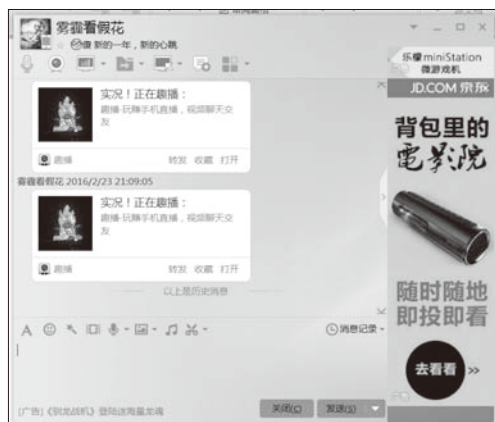 雾霾看假花
新的一年，新的心跳
实况！正在趣播：
趣播-玩赚手机直播，视频聊天交
友
趣播
转发 收藏 打开
雾霾看假花 2016/2/23 21:09:05
实况！正在趣播：
趣播-玩赚手机直播，视频聊天交
友
趣播
转发 收藏 打开
以上是历史消息
消息记录
[广告]《别龙战机》登陆送海量龙魂
关闭(C)
发送(S)
乐檬miniStation
微游戏机
JD.COM 京东
背包里的
电影院
随时随地
即投即看
去看看